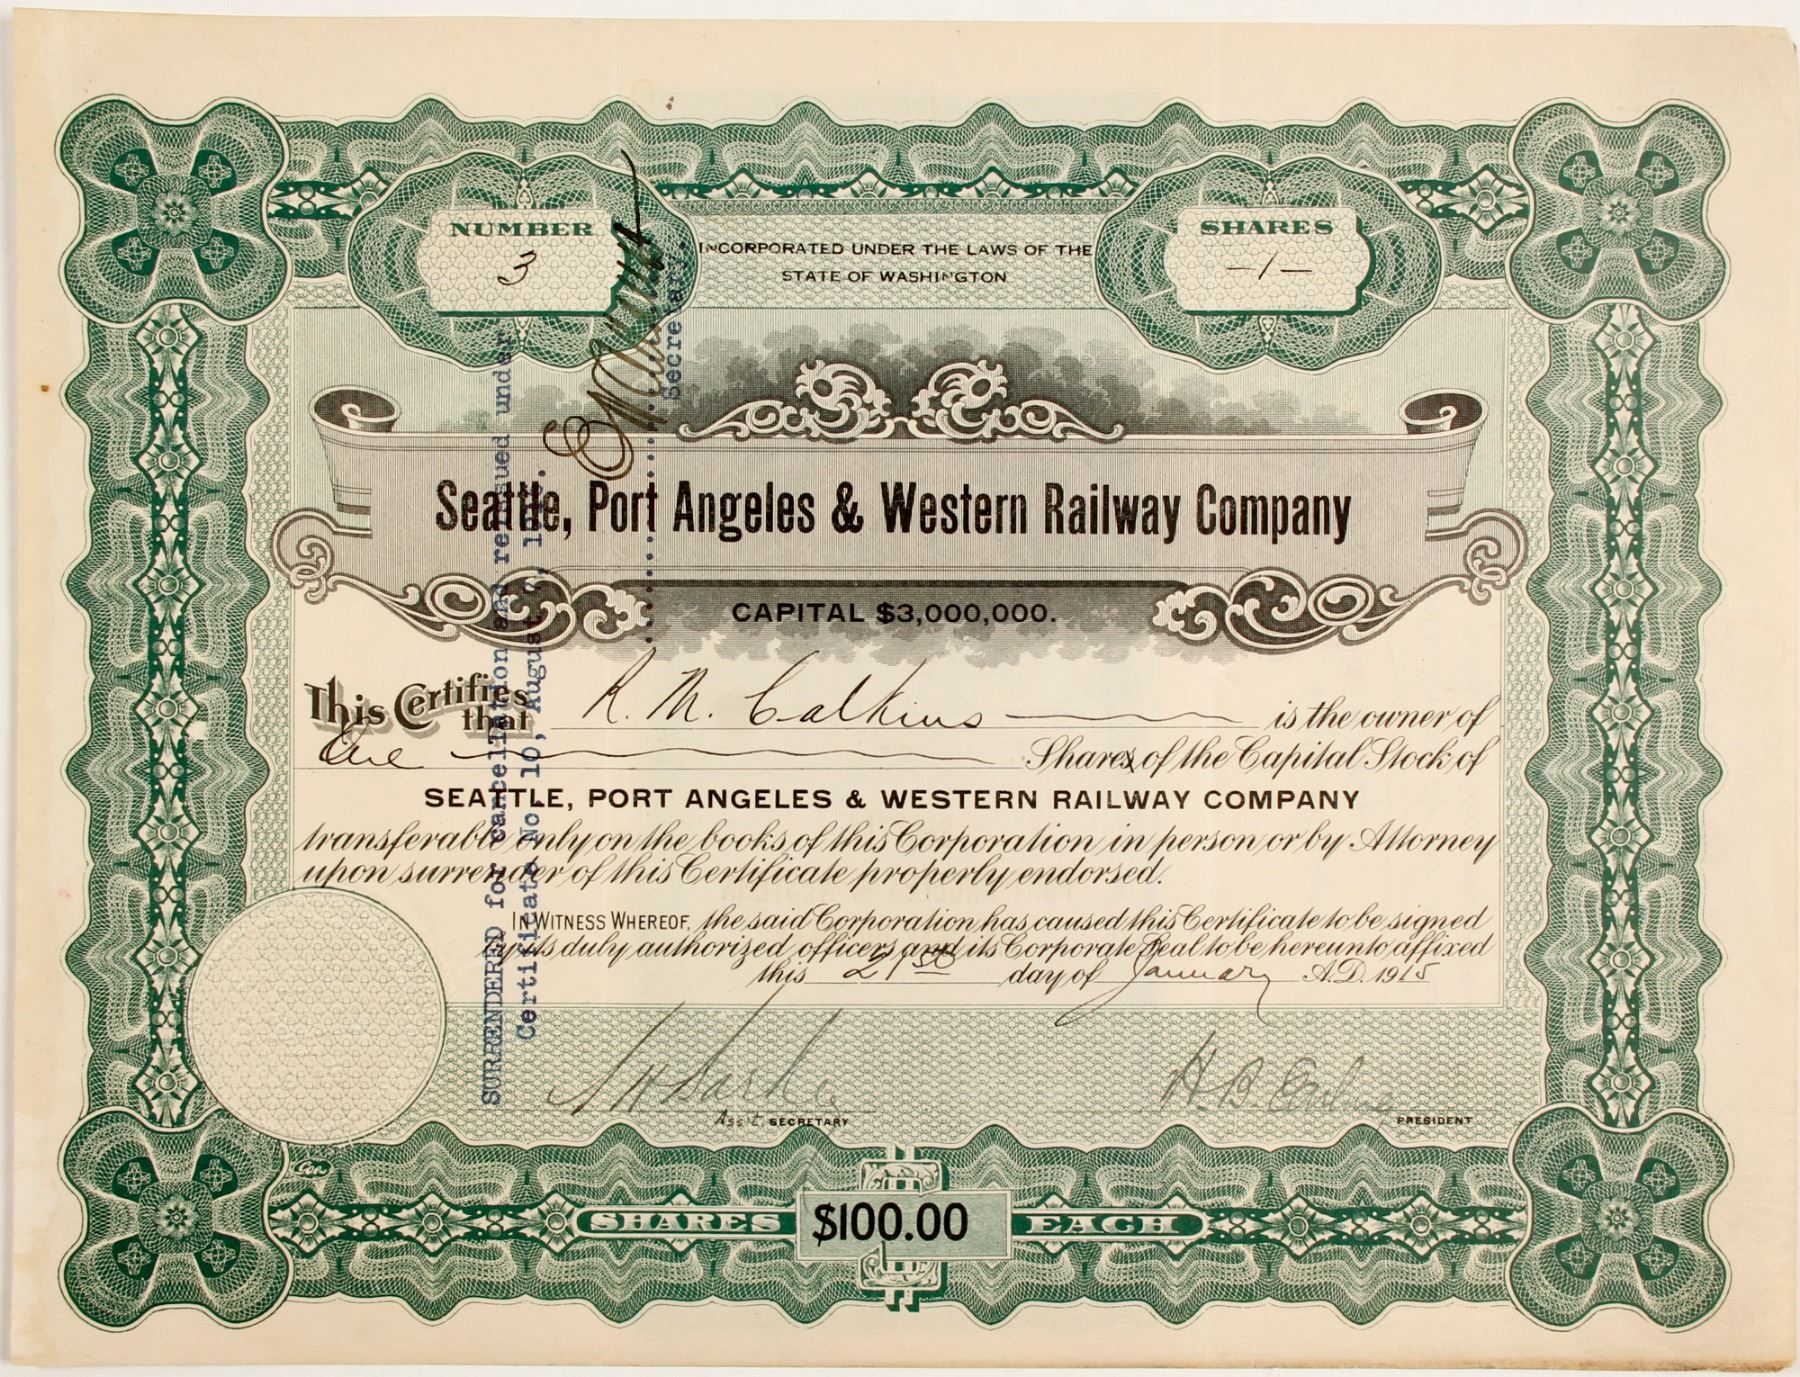 NUMBER
3
INCORPORATED UNDER THE LAWS OF THE
STATE OF WASHINGTON
SHARES
-1-
Seattle, Port Angeles & Western Railway Company
CAPITAL $3,000,000.
This Certifies that R. M. Calkins is the owner of
One Shares of the Capital Stock of
SEATTLE, PORT ANGELES & WESTERN RAILWAY COMPANY
transferable only on the books of this Corporation in person or by Attorney
upon surrender of this Certificate properly endorsed.
IN WITNESS WHEREOF, the said Corporation has caused this Certificate to be signed
by its duly authorized officers and its Corporate Seal to be hereunto affixed
this day of January A.D. 1915
Ass't. SECRETARY
H. B. Earling
PRESIDENT
SHARES $100.00 EACH
Goes
SURRENDERED for cancellation and reissued under
Certificate No 10, August
Secretary.